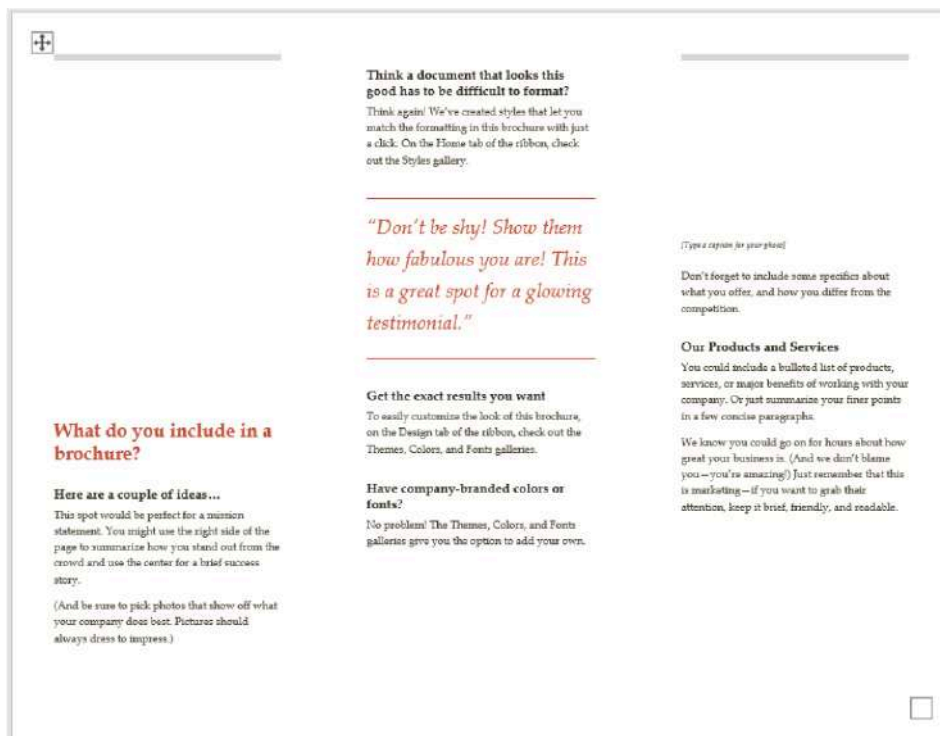 What do you include in a
brochure?
Here are a couple of ideas…
This spot would be perfect for a mission
statement. You might use the right side of the
page to summarize how you stand out from the
crowd and use the center for a brief success
story.
(And be sure to pick photos that show off what
your company does best. Pictures should
always dress to impress.)
Think a document that looks this
good has to be difficult to format?
Think again! We've created styles that let you
match the formatting in this brochure with just
a click. On the Home tab of the ribbon, check
out the Styles gallery.
“Don't be shy! Show them
how fabulous you are! This
is a great spot for a glowing
testimonial.”
Get the exact results you want
To easily customize the look of this brochure,
on the Design tab of the ribbon, check out the
Themes, Colors, and Fonts galleries.
Have company-branded colors or
fonts?
No problem! The Themes, Colors, and Fonts
galleries give you the option to add your own.
[Type a caption for your photo]
Don't forget to include some specifics about
what you offer, and how you differ from the
competition.
Our Products and Services
You could include a bulleted list of products,
services, or major benefits of working with your
company. Or just summarize your finer points
in a few concise paragraphs.
We know you could go on for hours about how
great your business is. (And we don't blame
you—you're amazing!) Just remember that this
is marketing—if you want to grab their
attention, keep it brief, friendly, and readable.